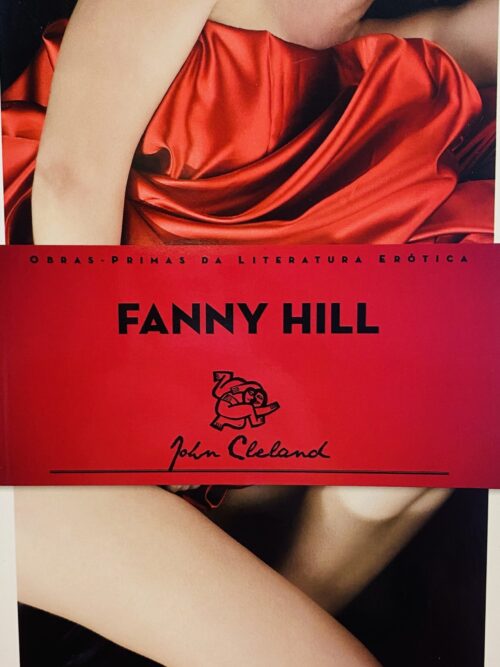 OBRAS-PRIMAS DA LITERATURA ERÓTICA
FANNY HILL
John Cleland